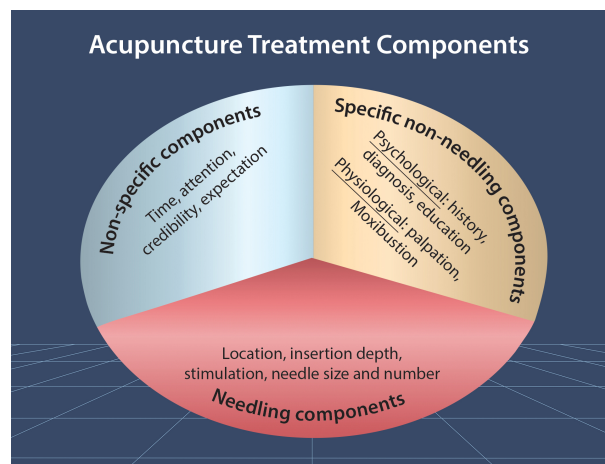 Acupuncture Treatment Components
Non-specific components
Time, attention,
credibility, expectation
Specific non-needling components
Psychological: history,
diagnosis, education
Physiological: palpation,
Moxibustion
Location, insertion depth,
stimulation, needle size and number
Needling components